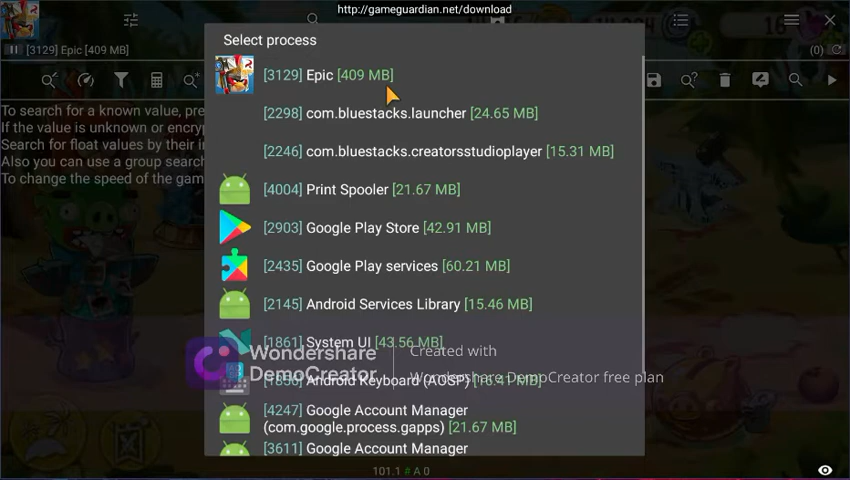 http://gameguardian.net/download
Select process
[3129] Epic [409 MB]
(0)
[3129] Epic [409 MB]
[2298] com.bluestacks.launcher [24.65 MB]
To search for a known value, pre
If the value is unknown or encry
Search for float values by their i
Also you can use a group search
To change the speed of the gam
[2246] com.bluestacks.creatorsstudioplayer [15.31 MB]
[4004] Print Spooler [21.67 MB]
[2903] Google Play Store [42.91 MB]
[2435] Google Play services [60.21 MB]
[2145] Android Services Library [15.46 MB]
[1861] System UI [43.56 MB]
Wondershare
DemoCreator
Created with
Wondershare DemoCreator free plan
Android Keyboard (AOSP) [16.41 MB]
[4247] Google Account Manager
(com.google.process.gapps) [21.67 MB]
[3611] Google Account Manager
101.1 # A 0